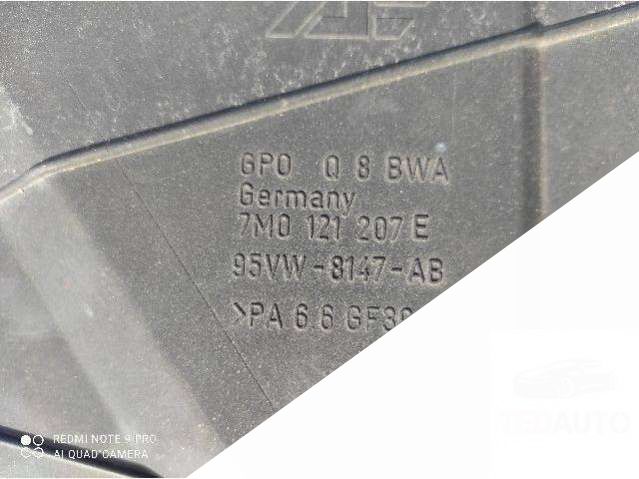 GPO Q 8 BWA
Germany
7M0 121 207 E
95VW-8147-AB
>PA 6.6 GF30
REDMI NOTE 9 PRO
AI QUAD CAMERA
TEDAUTO